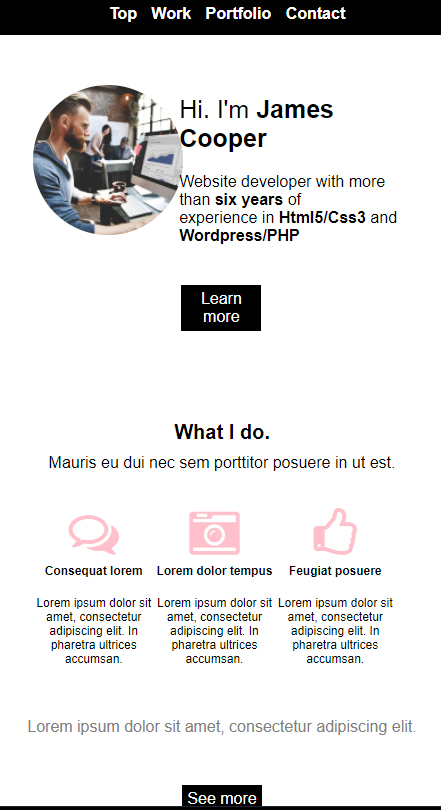 Top Work Portfolio Contact
Hi. I'm James
Cooper
Website developer with more
than six years of
experience in Html5/Css3 and
Wordpress/PHP
Learn
more
What I do.
Mauris eu dui nec sem porttitor posuere in ut est.
Consequat lorem
Lorem ipsum dolor sit
amet, consectetur
adipiscing elit. In
pharetra ultrices
accumsan.
Lorem dolor tempus
Lorem ipsum dolor sit
amet, consectetur
adipiscing elit. In
pharetra ultrices
accumsan.
Feugiat posuere
Lorem ipsum dolor sit
amet, consectetur
adipiscing elit. In
pharetra ultrices
accumsan.
Lorem ipsum dolor sit amet, consectetur adipiscing elit.
See more